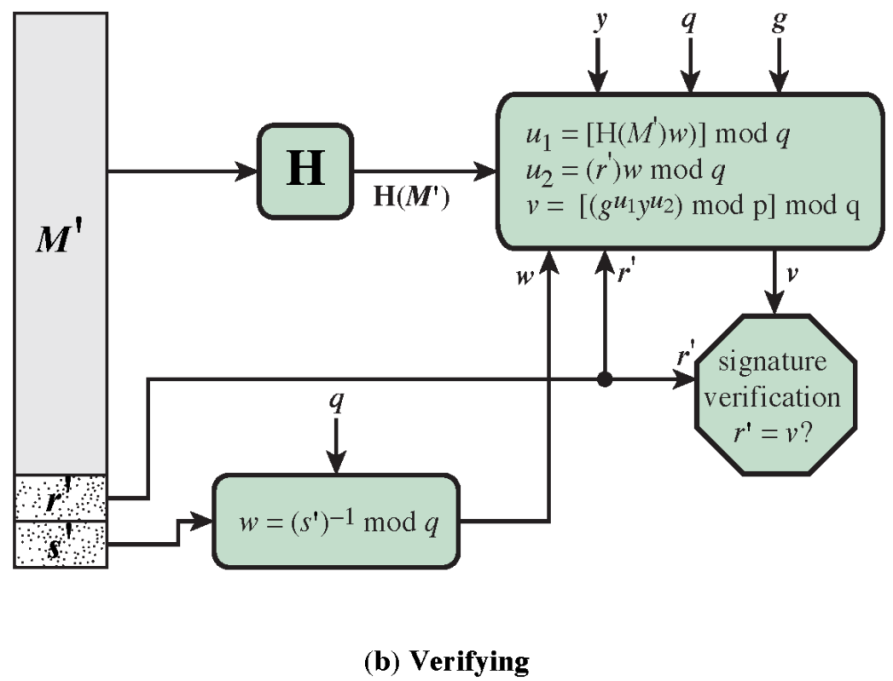 y q g
M'
H
H(M')
u₁ = [H(M')w)] mod q
u₂ = (r')w mod q
v = [(gᵘ¹yᵘ²) mod p] mod q
w r' v
r'
signature
verification
r' = v?
q
r'
s'
w = (s')⁻¹ mod q
(b) Verifying